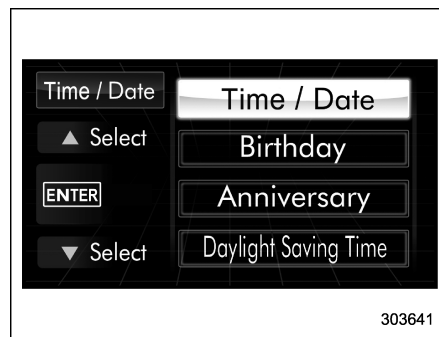 Time / Date
Time / Date
▲ Select
Birthday
ENTER
Anniversary
▼ Select
Daylight Saving Time
303641